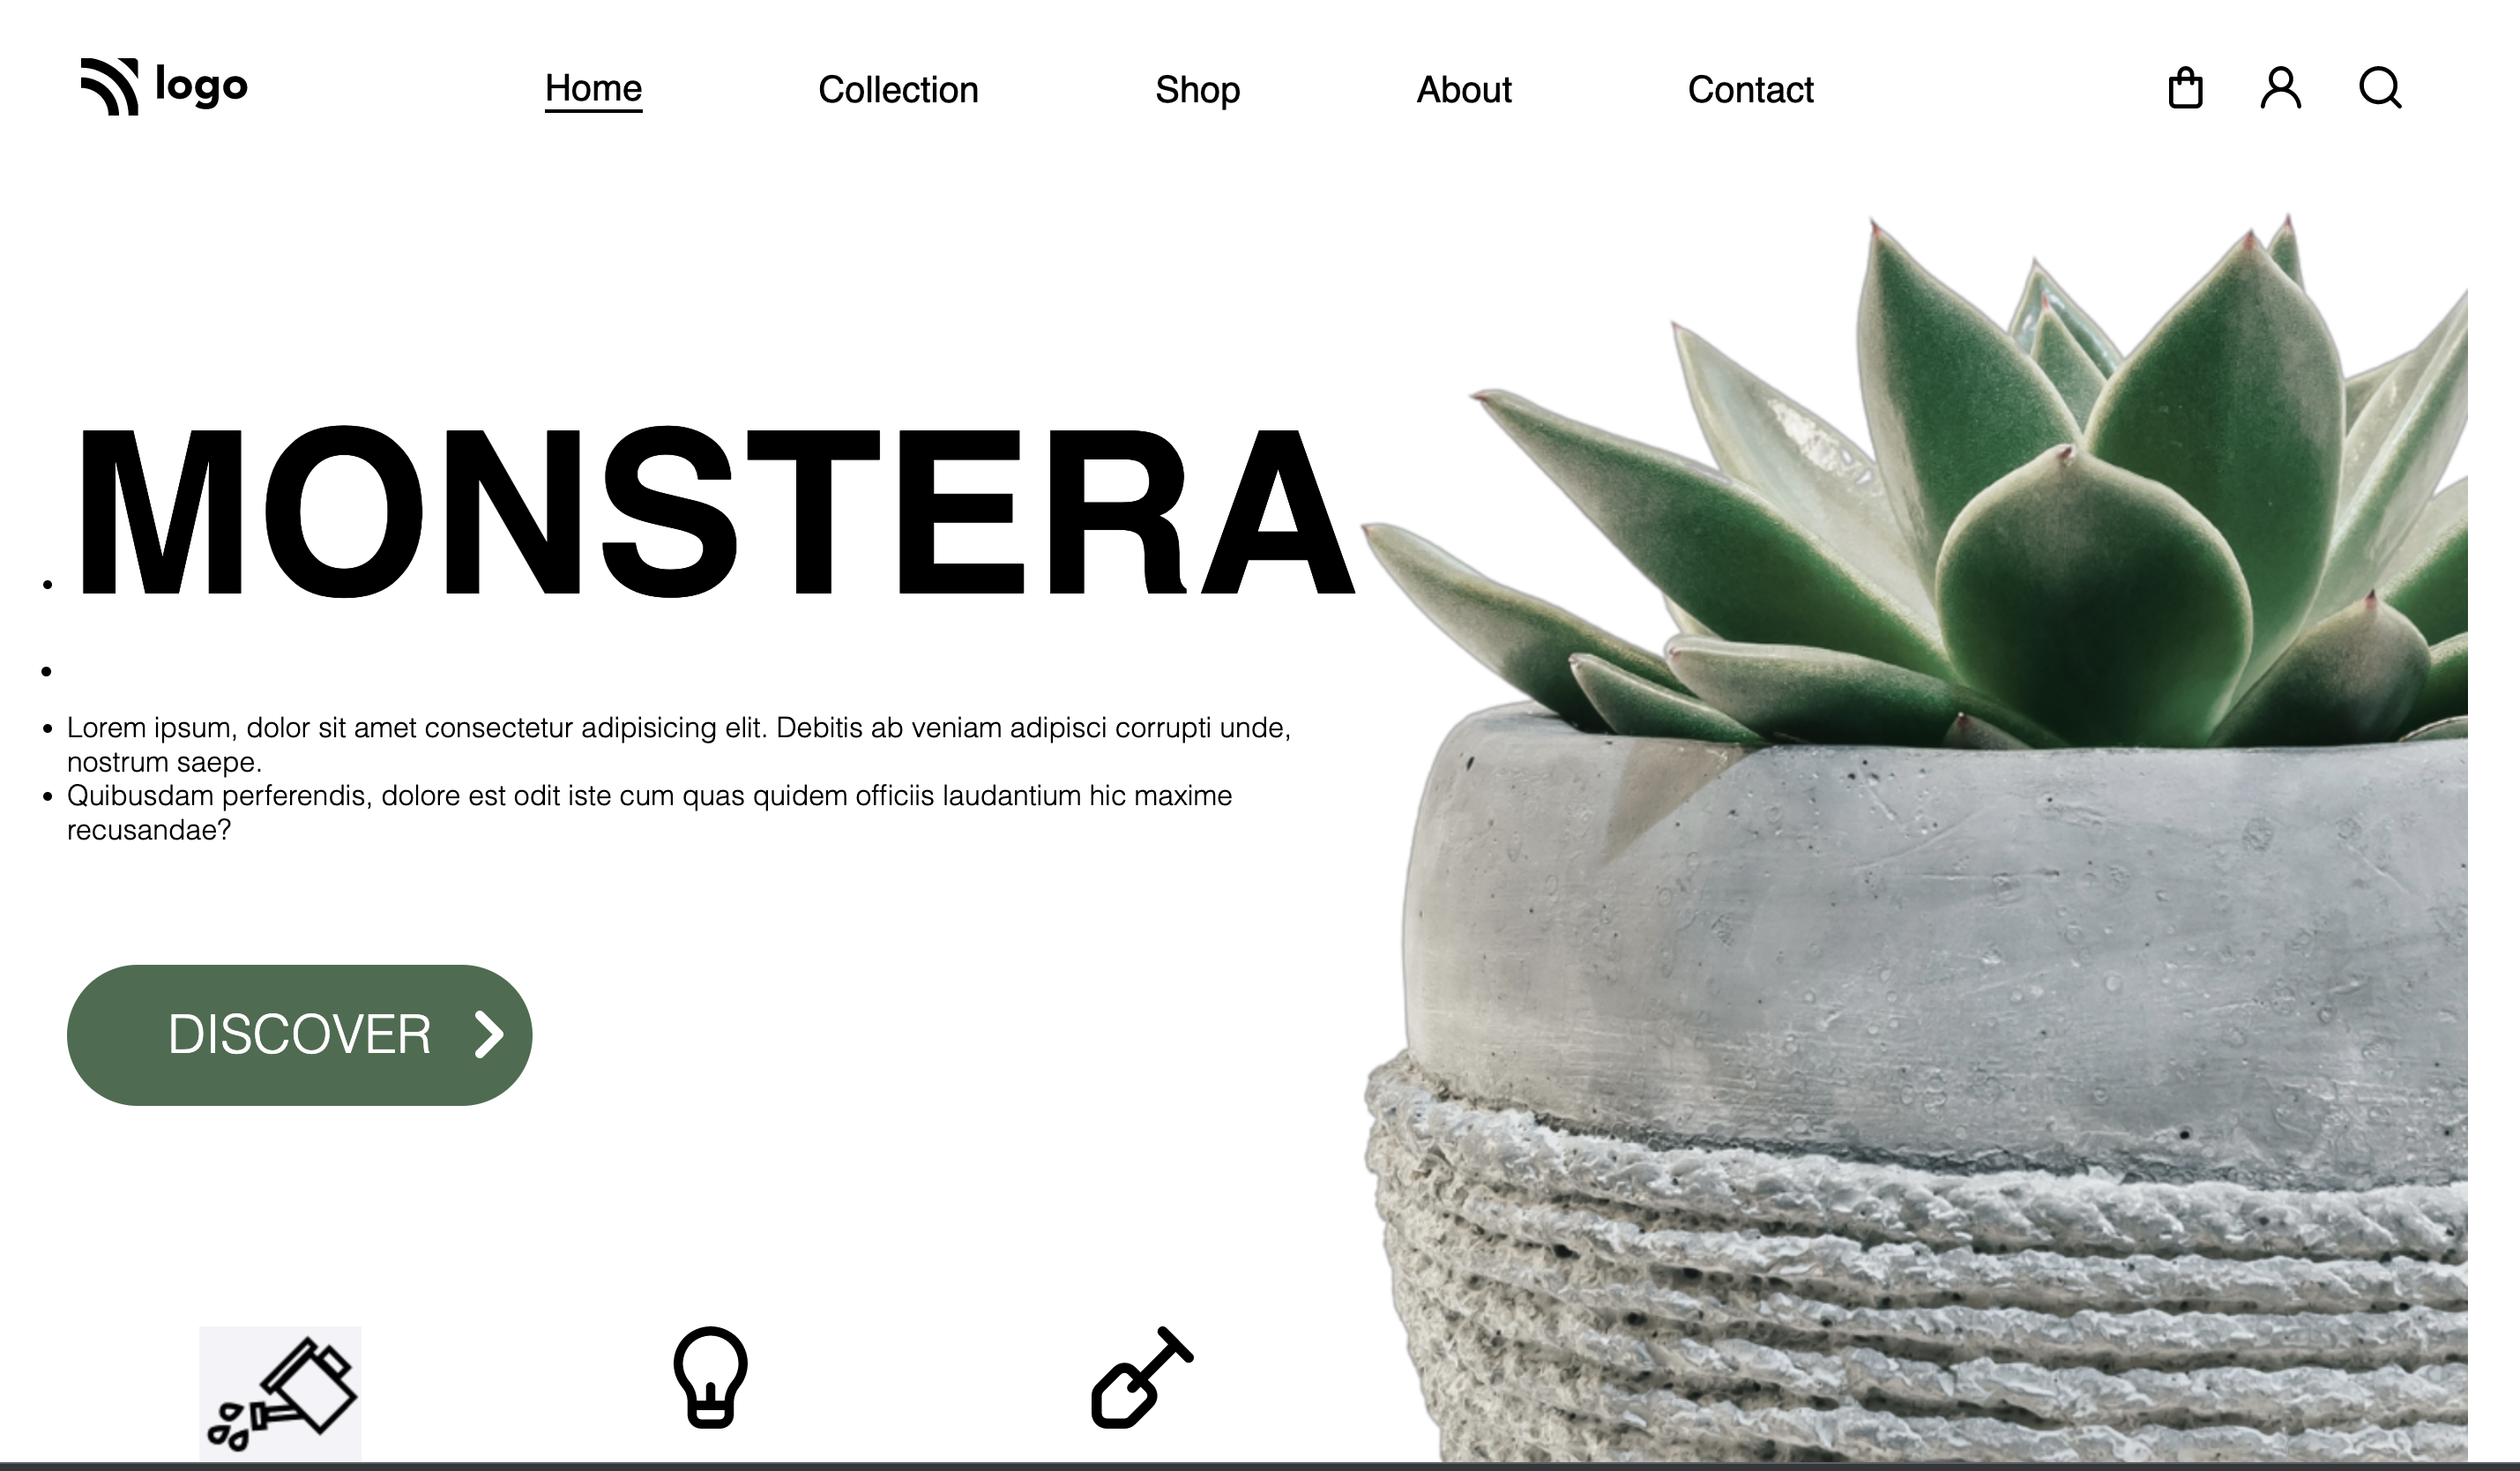 logo
Home Collection Shop About Contact
MONSTERA
Lorem ipsum, dolor sit amet consectetur adipisicing elit. Debitis ab veniam adipisci corrupti unde,
nostrum saepe.
Quibusdam perferendis, dolore est odit iste cum quas quidem officiis laudantium hic maxime
recusandae?
DISCOVER